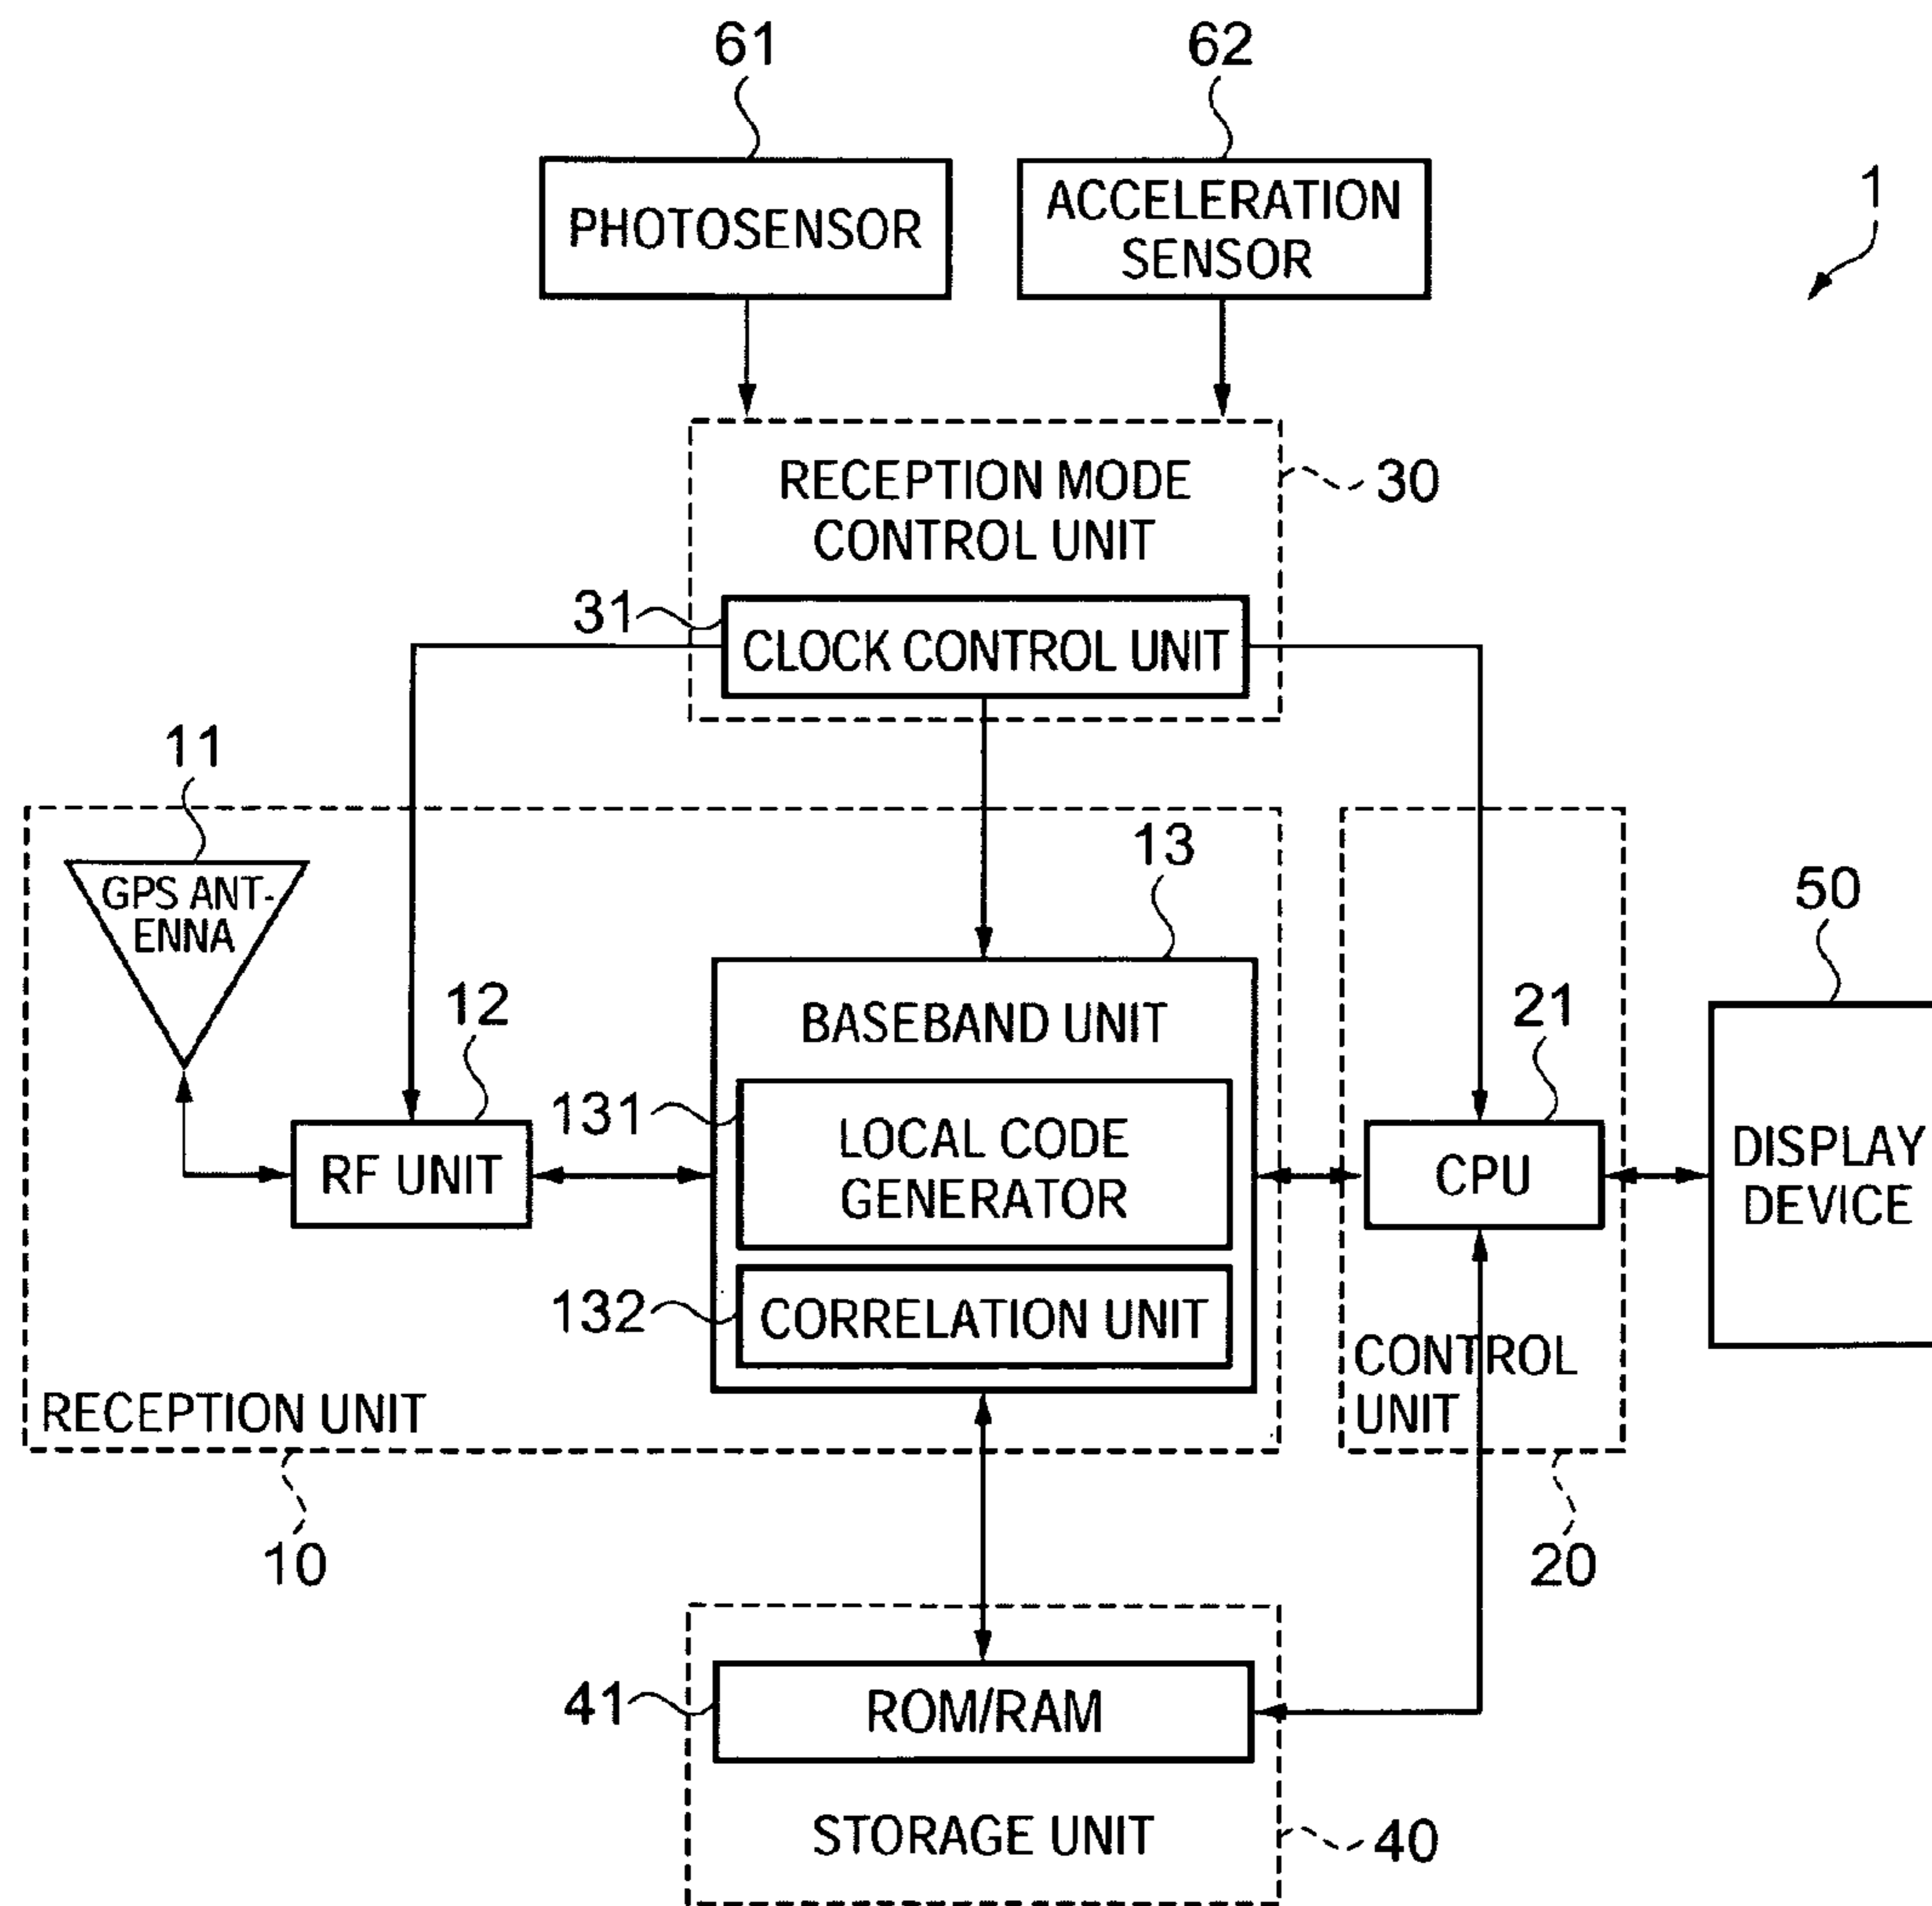 61
62
1
PHOTOSENSOR
ACCELERATION
SENSOR
RECEPTION MODE
CONTROL UNIT
30
31
CLOCK CONTROL UNIT
11
GPS ANT-
ENNA
13
50
12
BASEBAND UNIT
21
131
LOCAL CODE
GENERATOR
RF UNIT
CPU
DISPLAY
DEVICE
132
CORRELATION UNIT
CONTROL
UNIT
RECEPTION UNIT
10
20
41
ROM/RAM
STORAGE UNIT
40